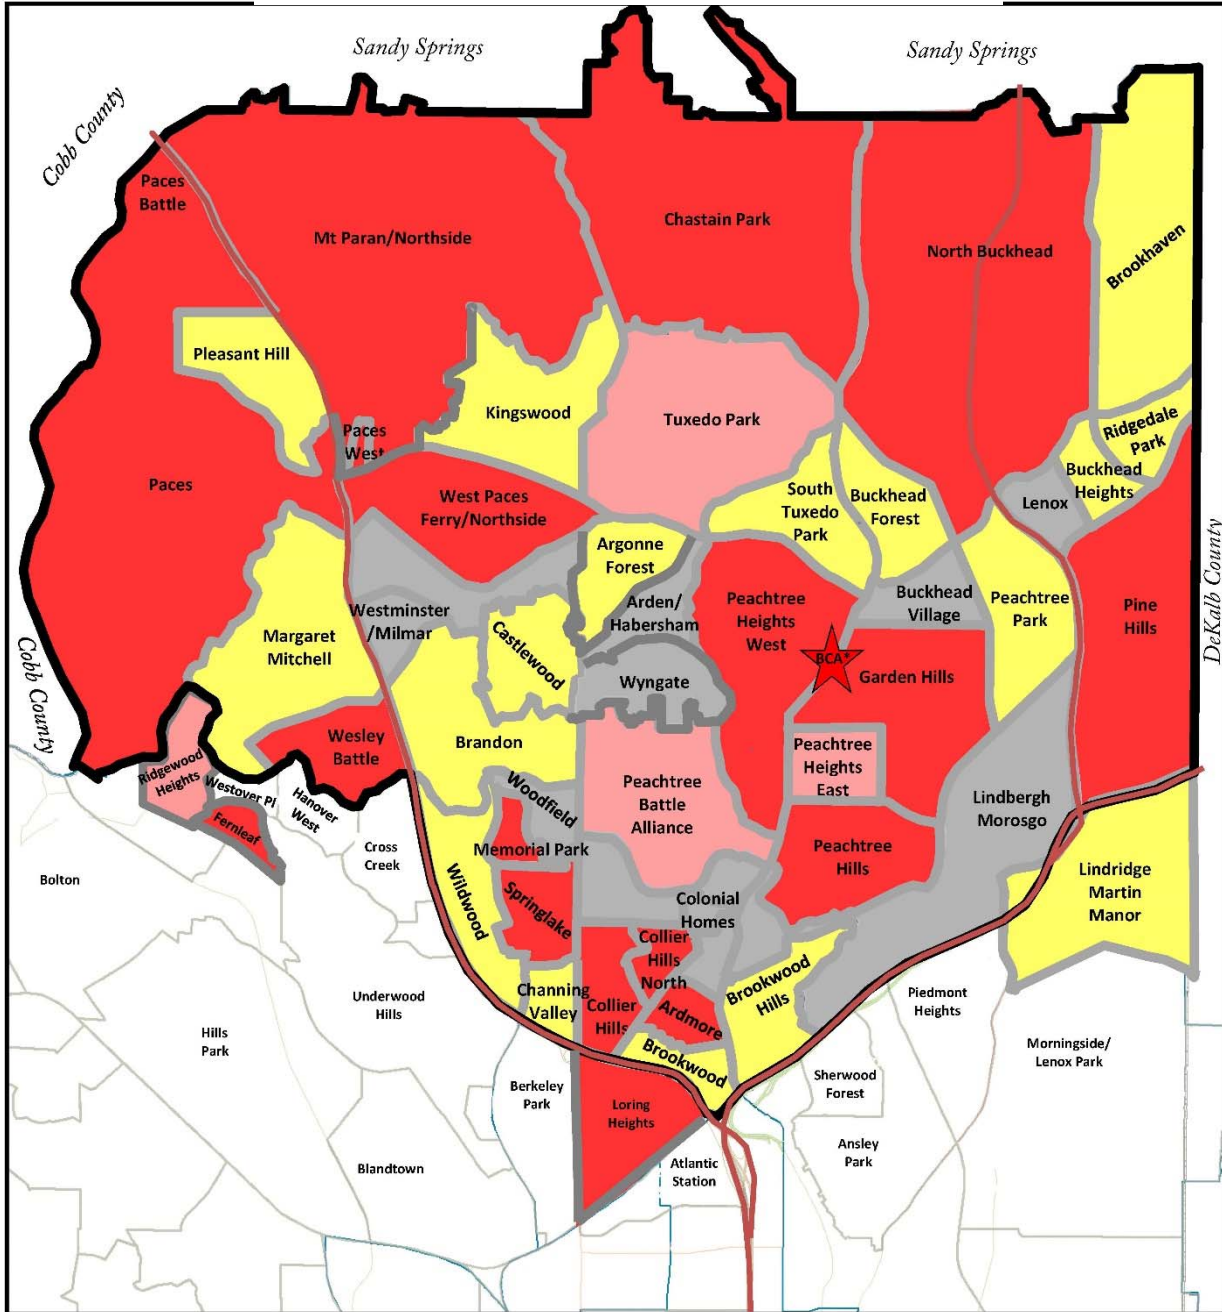 Sandy Springs
Sandy Springs
Cobb County
Paces
Battle
Mt Paran/Northside
Chastain Park
North Buckhead
Brookhaven
Pleasant Hill
Kingswood
Tuxedo Park
Paces
West
Ridgedale
Park
Buckhead
Heights
Paces
West Paces
Ferry/Northside
South
Tuxedo
Park
Buckhead
Forest
Lenox
Argonne
Forest
DeKalb County
Westminster
/Milmar
Castlewood
Arden/
Habersham
Peachtree
Heights
West
Buckhead
Village
Peachtree
Park
Pine
Hills
Margaret
Mitchell
Cobb County
BCA*
Garden Hills
Wyngate
Wesley
Battle
Brandon
Peachtree
Heights
East
Ridgewood
Heights
Westover Pl
Hanover
West
Fernleaf
Woodfield
Peachtree
Battle
Alliance
Lindbergh
Morosgo
Cross
Creek
Memorial Park
Peachtree
Hills
Bolton
Wildwood
Springlake
Colonial
Homes
Lindridge
Martin
Manor
Collier
Hills
North
Brookwood
Hills
Channing
Valley
Collier
Hills
Ardmore
Underwood
Hills
Piedmont
Heights
Hills
Park
Brookwood
Morningside/
Lenox Park
Berkeley
Park
Loring
Heights
Sherwood
Forest
Blandtown
Atlantic
Station
Ansley
Park